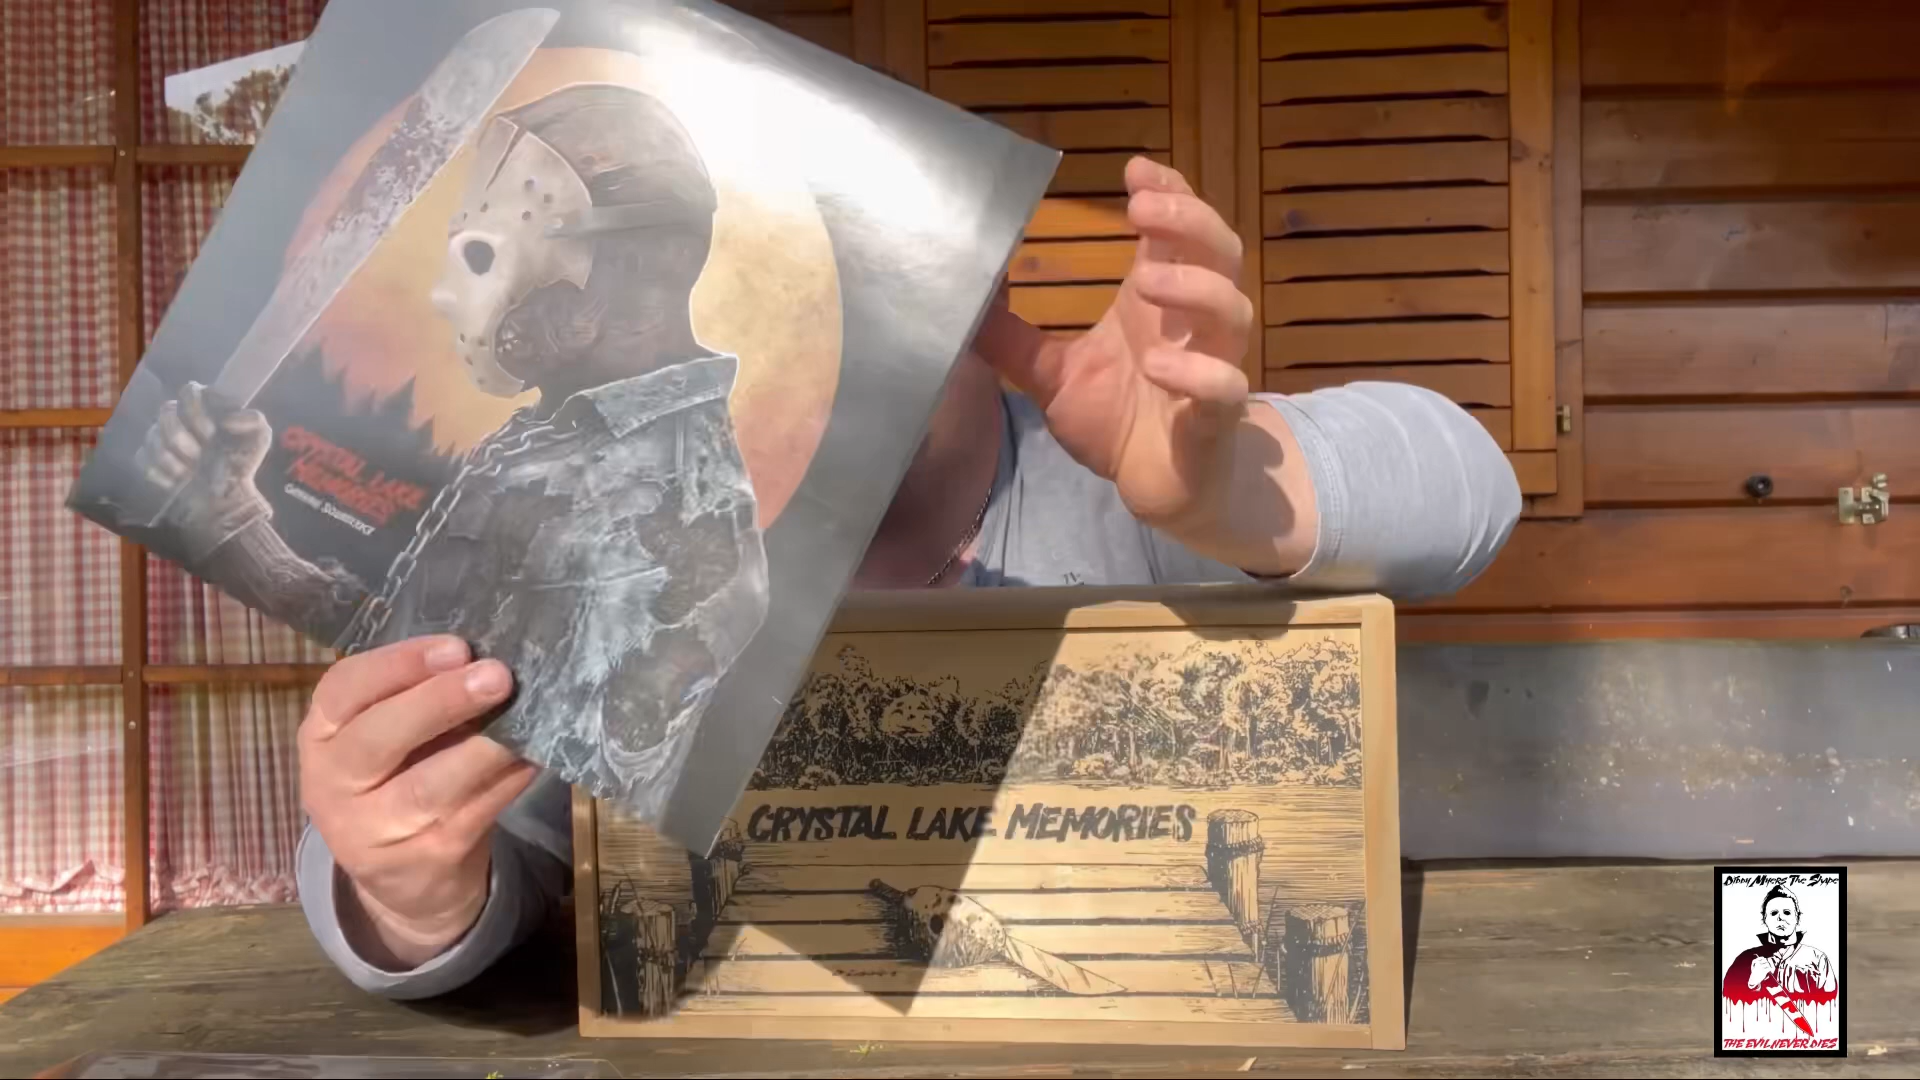 CRYSTAL LAKE
MEMORIES
CRYSTAL LAKE MEMORIES
THE EVIL NEVER DIES